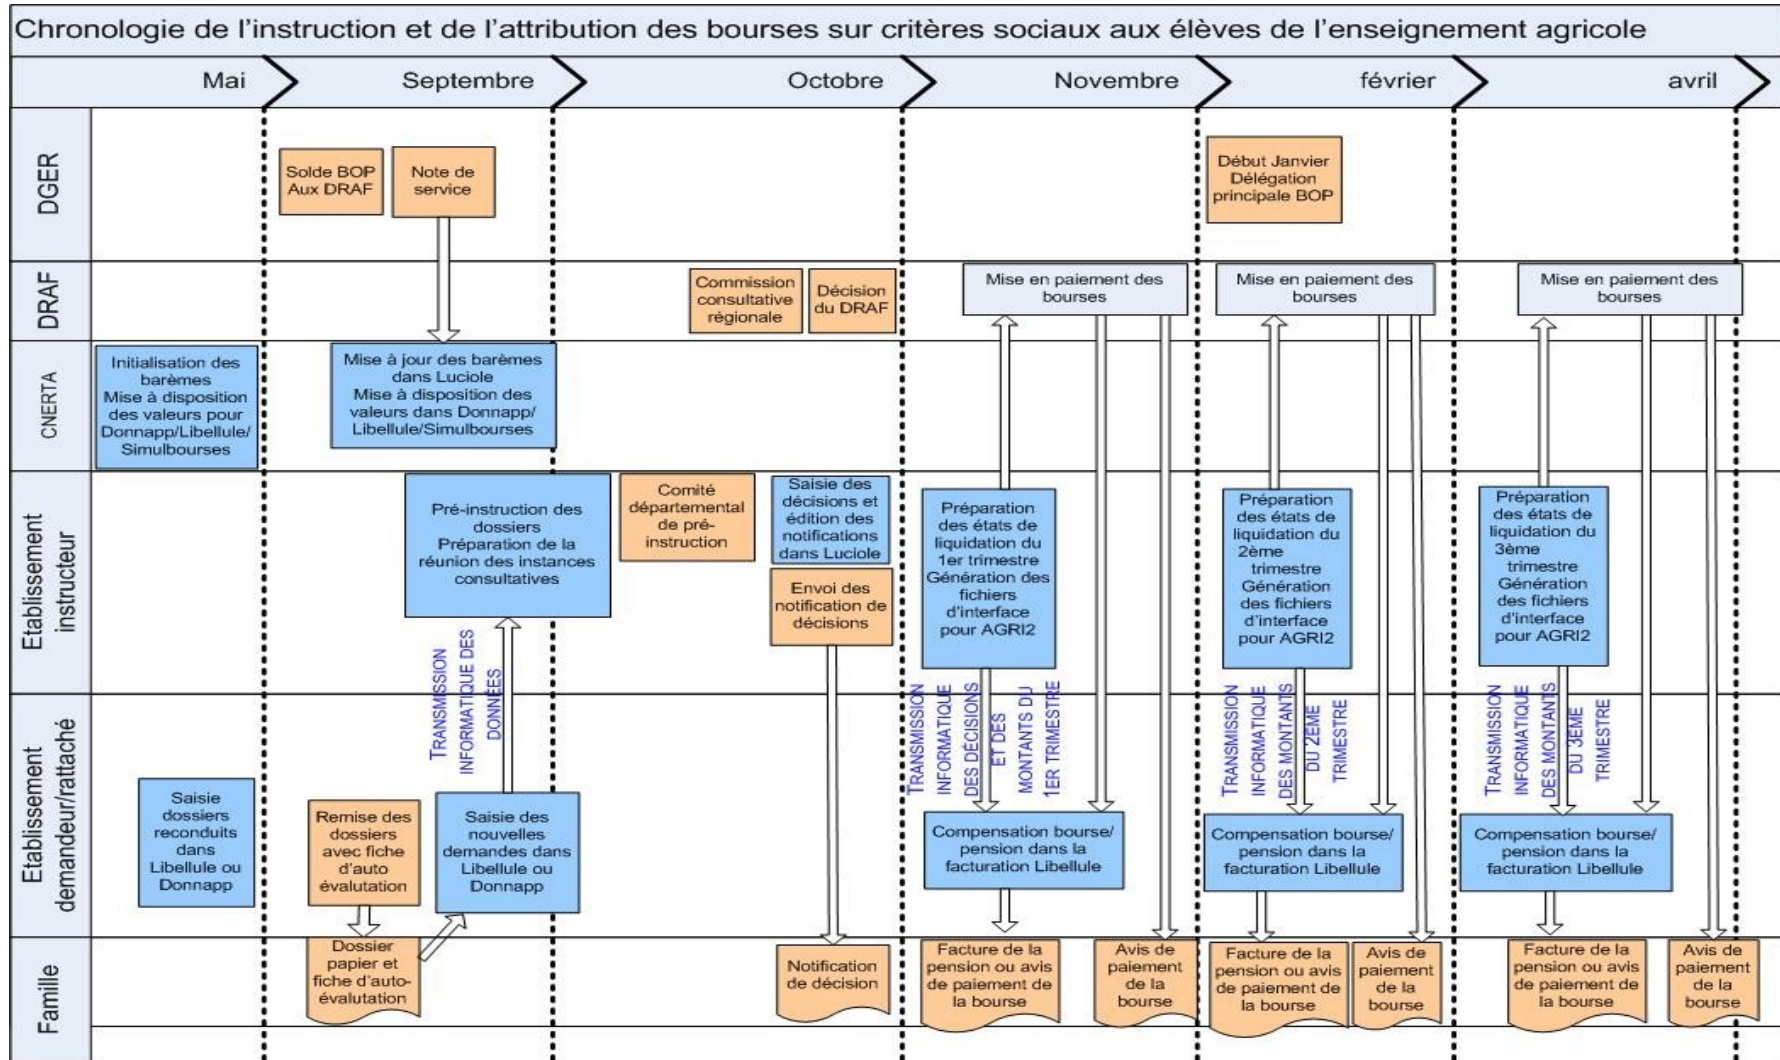 Chronologie de l'instruction et de l'attribution des bourses sur critères sociaux aux élèves de l'enseignement agricole
Mai
Septembre
Octobre
Novembre
février
avril
DGER
Solde BOP
Aux DRAF
Note de
service
Début Janvier
Délégation
principale BOP
DRAF
Commission
consultative
régionale
Décision
du DRAF
Mise en paiement des
bourses
Mise en paiement des
bourses
Mise en paiement des
bourses
CNERTA
Initialisation des
barèmes
Mise à disposition
des valeurs pour
Donnapp/Libellule/
Simulbourses
Mise à jour des barèmes
dans Luciole
Mise à disposition des
valeurs dans Donnapp/
Libellule/Simulbourses
Etablissement
instructeur
Pré-instruction des
dossiers
Préparation de la
réunion des instances
consultatives
Comité
départemental
de pré-
instruction
Saisie des
décisions et
édition des
notifications
dans Luciole
Envoi des
notification de
décisions
Préparation
des états de
liquidation du
1er trimestre
Génération des
fichiers
d'interface
pour AGRI2
Préparation
des états de
liquidation du
2ème
trimestre
Génération
des fichiers
d'interface
pour AGRI2
Préparation
des états de
liquidation du
3ème
trimestre
Génération
des fichiers
d'interface
pour AGRI2
TRANSMISSION
INFORMATIQUE DES
DONNÉES
TRANSMISSION
INFORMATIQUE
DES DÉCISIONS
ET DES
MONTANTS DU
1ER TRIMESTRE
TRANSMISSION
INFORMATIQUE
DES MONTANTS
DU 2ÈME
TRIMESTRE
TRANSMISSION
INFORMATIQUE
DES MONTANTS
DU 3ÈME
TRIMESTRE
Etablissement
demandeur/rattaché
Saisie
dossiers
reconduits
dans
Libellule ou
Donnapp
Remise des
dossiers
avec fiche
d'auto
évalutation
Saisie des
nouvelles
demandes dans
Libellule ou
Donnapp
Compensation bourse/
pension dans la
facturation Libellule
Compensation bourse/
pension dans la
facturation Libellule
Compensation bourse/
pension dans la
facturation Libellule
Famille
Dossier
papier et
fiche d'auto-
évalutation
Notification
de décision
Facture de la
pension ou avis
de paiement de
la bourse
Avis de
paiement
de la
bourse
Facture de la
pension ou avis
de paiement de
la bourse
Avis de
paiement
de la
bourse
Facture de la
pension ou avis
de paiement de
la bourse
Avis de
paiement
de la
bourse